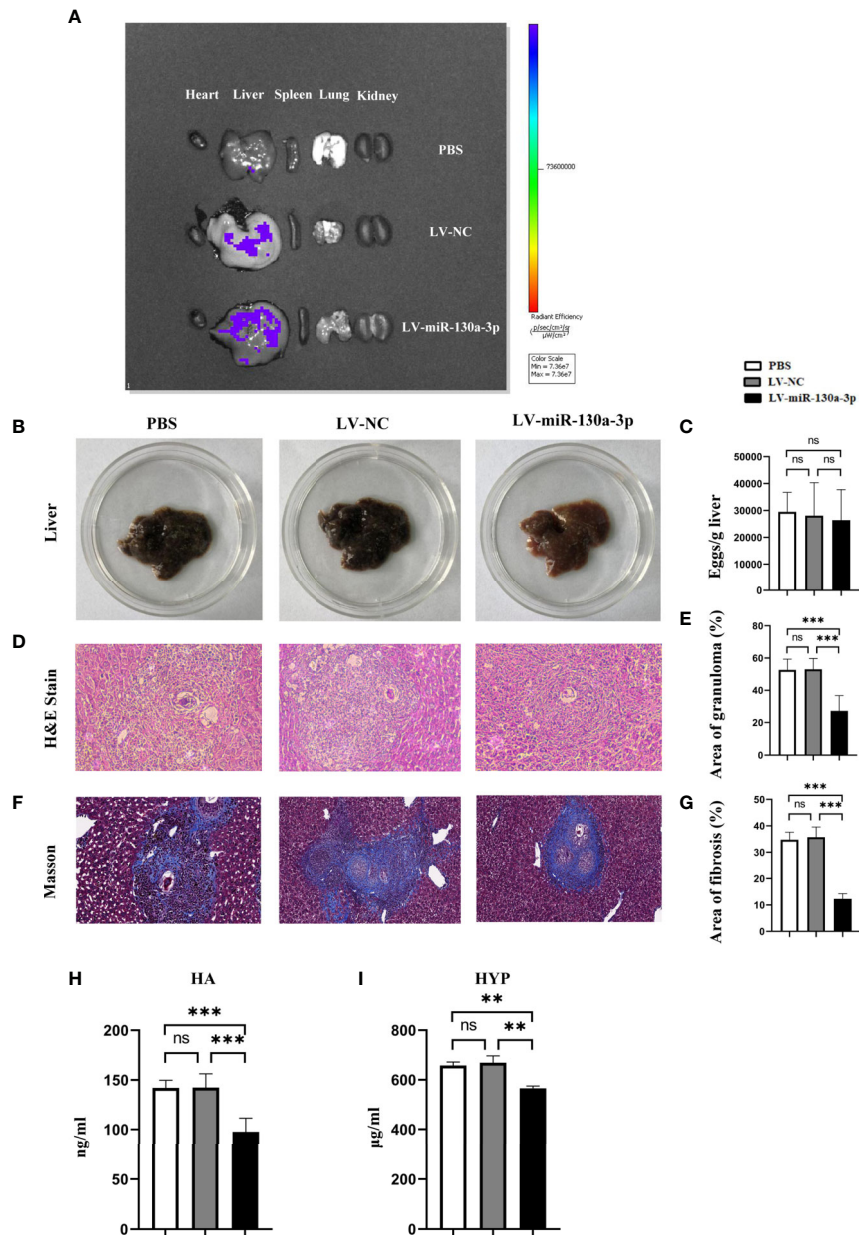 A
Heart Liver Spleen Lung Kidney
PBS
LV-NC
LV-miR-130a-3p
1
73600000
Radiant Efficiency
(p/sec/cm²/sr / µW/cm²)
Color Scale
Min = 7.36e7
Max = 7.36e7
PBS
LV-NC
LV-miR-130a-3p
B
PBS
LV-NC
LV-miR-130a-3p
Liver
C
Eggs/g liver
50000
40000
30000
20000
10000
0
ns
ns
ns
D
H&E Stain
E
Area of granuloma (%)
80
60
40
20
0
***
ns
***
F
Masson
G
Area of fibrosis (%)
50
40
30
20
10
0
***
ns
***
H
HA
ng/ml
200
150
100
50
0
***
ns
***
I
HYP
µg/ml
800
600
400
200
0
**
ns
**